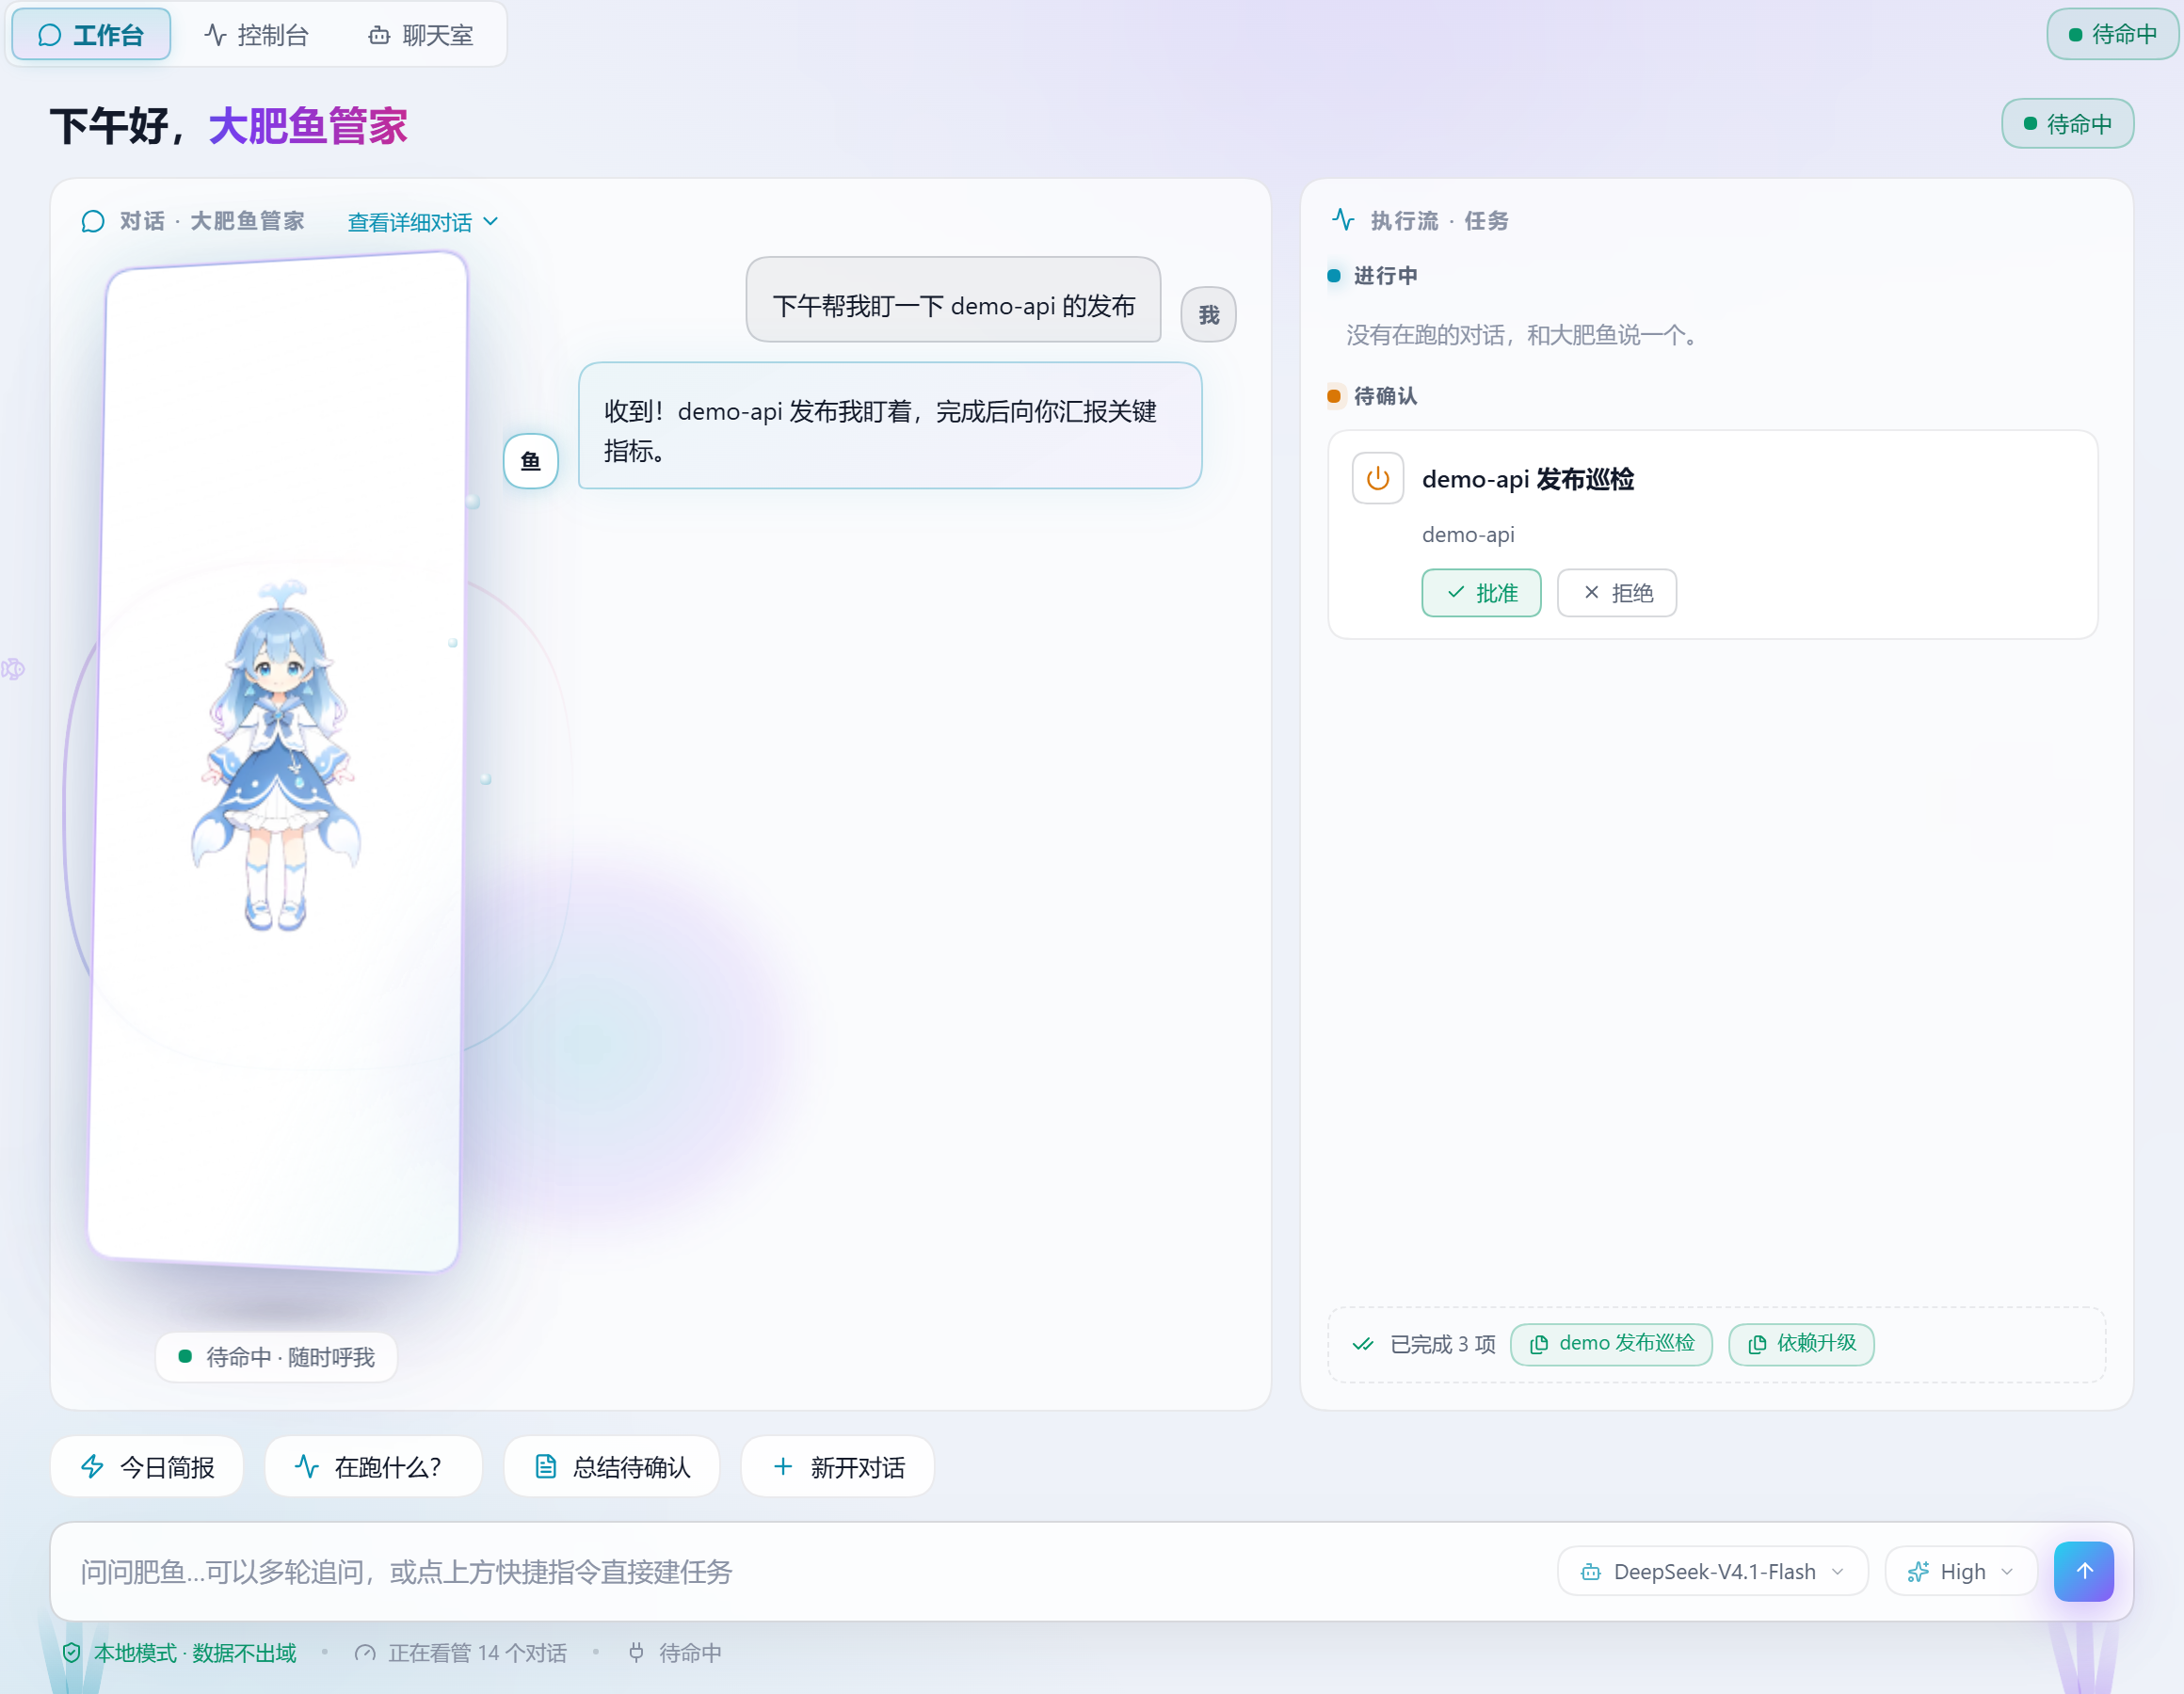 工作台
控制台
聊天室
待命中
下午好，大肥鱼管家
待命中
对话 · 大肥鱼管家
查看详细对话
下午帮我盯一下 demo-api 的发布
我
鱼
收到！demo-api 发布我盯着，完成后向你汇报关键
指标。
待命中 · 随时呼我
执行流 · 任务
进行中
没有在跑的对话，和大肥鱼说一个。
待确认
demo-api 发布巡检
demo-api
批准
拒绝
已完成 3 项
demo 发布巡检
依赖升级
今日简报
在跑什么？
总结待确认
新开对话
问问肥鱼...可以多轮追问，或点上方快捷指令直接建任务
DeepSeek-V4.1-Flash
High
本地模式 · 数据不出域
正在看管 14 个对话
待命中